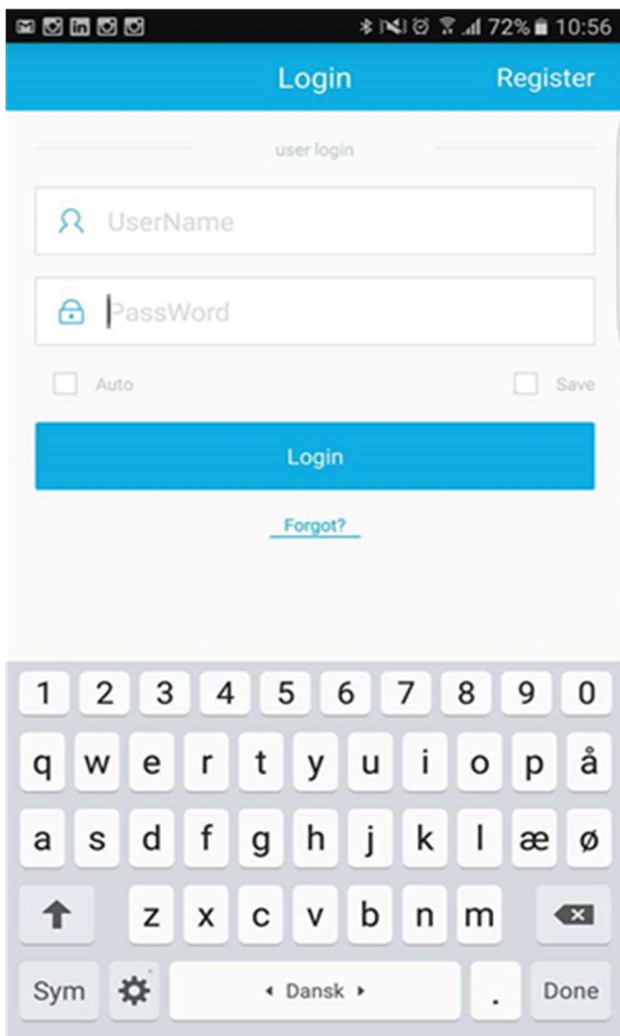 72% 10:56
Login Register
user login
UserName
PassWord
Auto Save
Login
Forgot?
1 2 3 4 5 6 7 8 9 0
q w e r t y u i o p å
a s d f g h j k l æ ø
z x c v b n m
Sym Dansk . Done